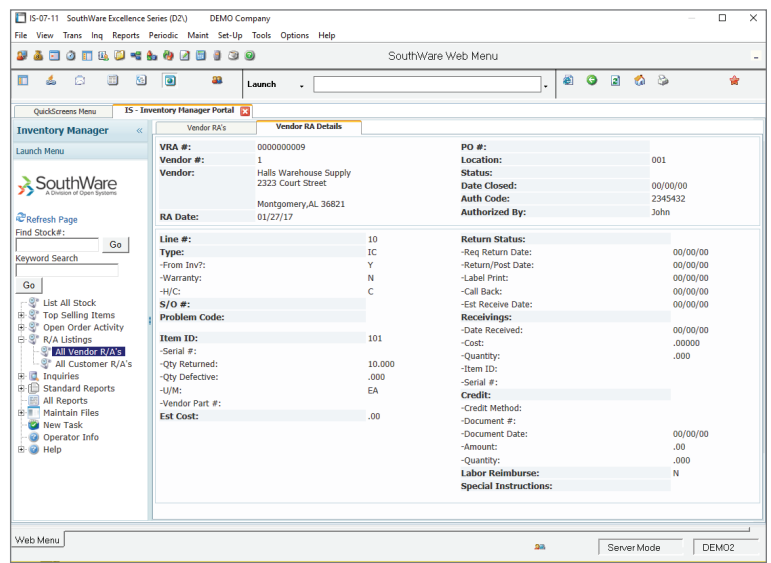 IS-07-11 SouthWare Excellence Series (D2\) DEMO Company
File View Trans Inq Reports Periodic Maint Set-Up Tools Options Help
SouthWare Web Menu
Launch
QuickScreens Menu
IS - Inventory Manager Portal
Inventory Manager «
Launch Menu
SouthWare
A Division of Open Systems
Refresh Page
Find Stock#:
Go
Keyword Search
Go
List All Stock
Top Selling Items
Open Order Activity
R/A Listings
All Vendor R/A's
All Customer R/A's
Inquiries
Standard Reports
All Reports
Maintain Files
New Task
Operator Info
Help
Vendor RA's
Vendor RA Details
VRA #: 0000000009
Vendor #: 1
Vendor: Halls Warehouse Supply
2323 Court Street
Montgomery,AL 36821
RA Date: 01/27/17
PO #:
Location: 001
Status:
Date Closed: 00/00/00
Auth Code: 2345432
Authorized By: John
Line #: 10
Type: IC
-From Inv?: Y
-Warranty: N
-H/C: C
S/O #:
Problem Code:
Item ID: 101
-Serial #:
-Qty Returned: 10.000
-Qty Defective: .000
-U/M: EA
-Vendor Part #:
Est Cost: .00
Return Status:
-Req Return Date: 00/00/00
-Return/Post Date: 00/00/00
-Label Print: 00/00/00
-Call Back: 00/00/00
-Est Receive Date: 00/00/00
Receivings:
-Date Received: 00/00/00
-Cost: .00000
-Quantity: .000
-Item ID:
-Serial #:
Credit:
-Credit Method:
-Document #:
-Document Date: 00/00/00
-Amount: .00
-Quantity: .000
Labor Reimburse: N
Special Instructions:
Web Menu
Server Mode
DEMO2